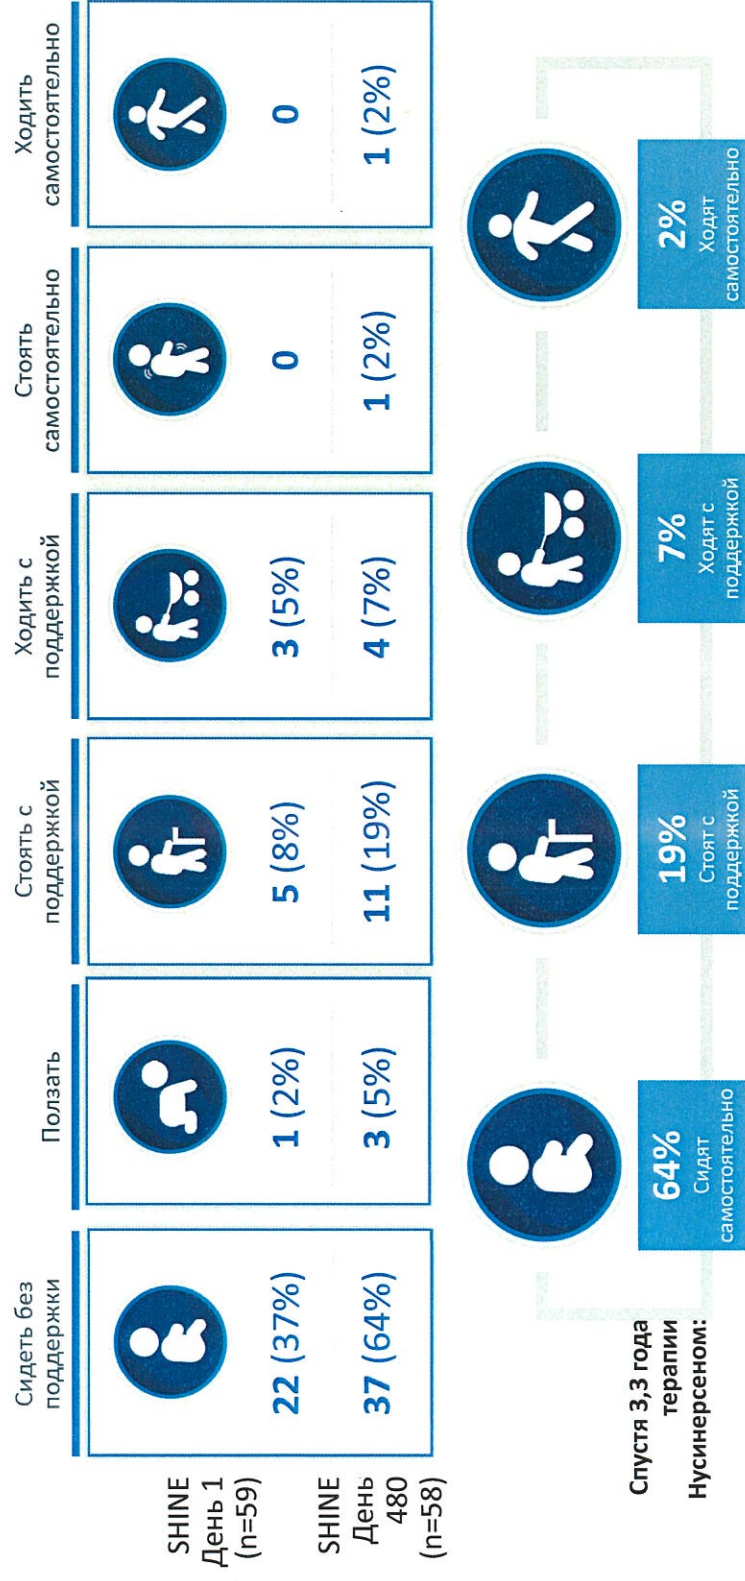 Сидеть без
поддержки
Ползать
Стоять с
поддержкой
Ходить с
поддержкой
Стоять
самостоятельно
Ходить
самостоятельно
SHINE
День 1
(n=59)
22 (37%)
1 (2%)
5 (8%)
3 (5%)
0
0
SHINE
День
480
(n=58)
37 (64%)
3 (5%)
11 (19%)
4 (7%)
1 (2%)
1 (2%)
Спустя 3,3 года
терапии
Нусинерсеном:
64%
Сидят
самостоятельно
19%
Стоят с
поддержкой
7%
Ходят с
поддержкой
2%
Ходят
самостоятельно